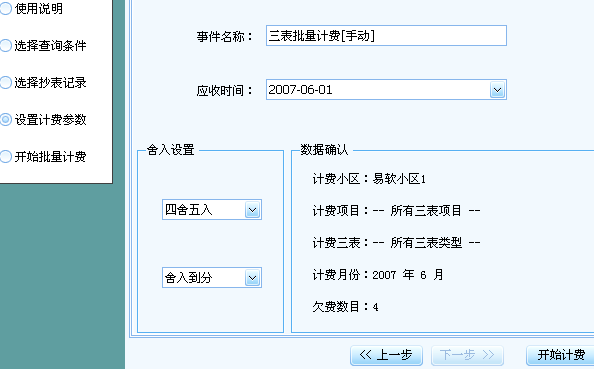 使用说明
选择查询条件
选择抄表记录
设置计费参数
开始批量计费
事件名称： 三表批量计费[手动]
应收时间： 2007-06-01
舍入设置
四舍五入
舍入到分
数据确认
计费小区：易软小区1
计费项目：-- 所有三表项目 --
计费三表：-- 所有三表类型 --
计费月份：2007 年 6 月
欠费数目：4
<< 上一步 下一步 >> 开始计费